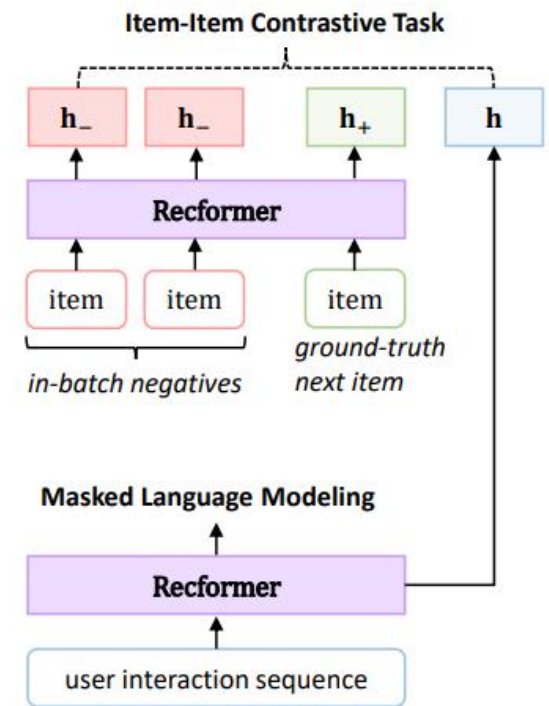 Item-Item Contrastive Task
h₋ h₋ h₊ h
Recformer
item item item
in-batch negatives
ground-truth
next item
Masked Language Modeling
Recformer
user interaction sequence